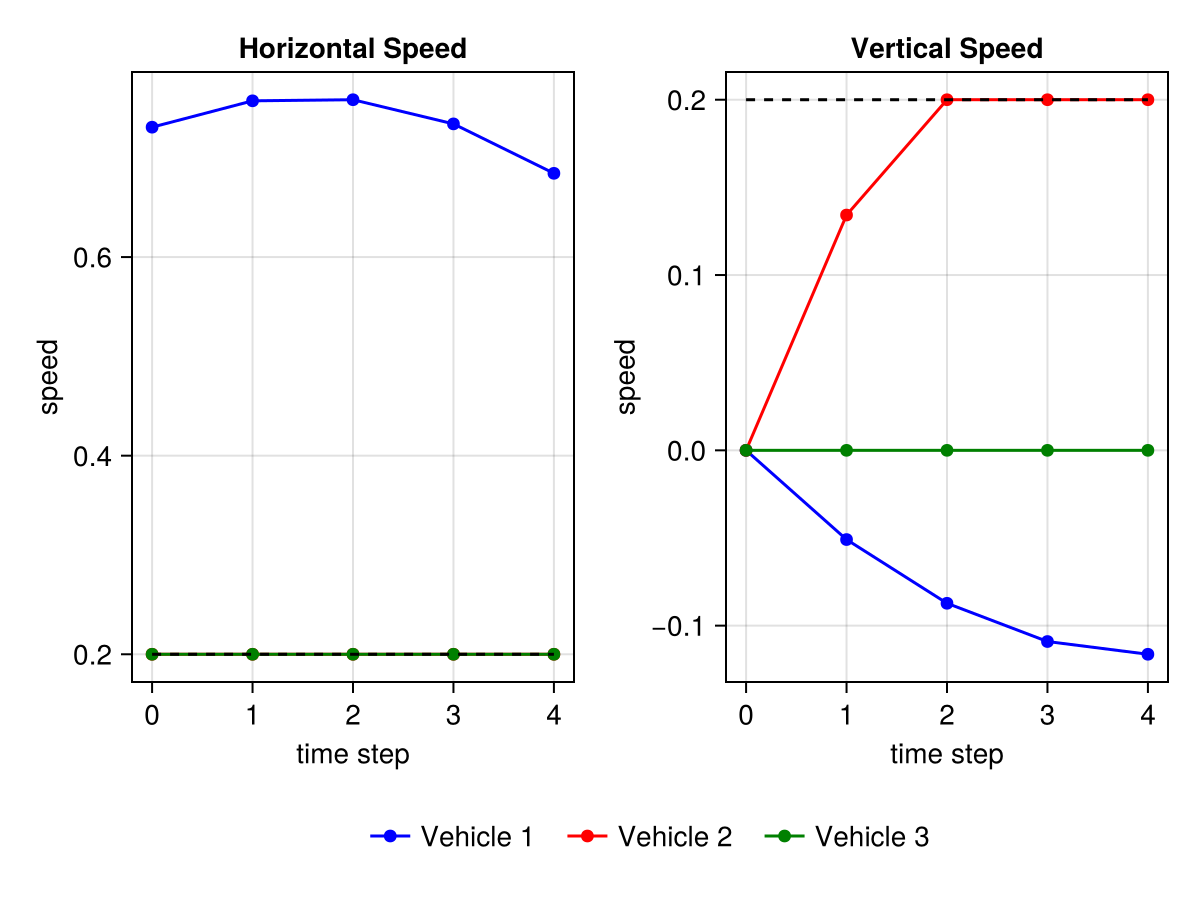 Horizontal Speed
speed
0.6
0.4
0.2
0 1 2 3 4
time step
Vertical Speed
speed
0.2
0.1
0.0
−0.1
0 1 2 3 4
time step
Vehicle 1 Vehicle 2 Vehicle 3